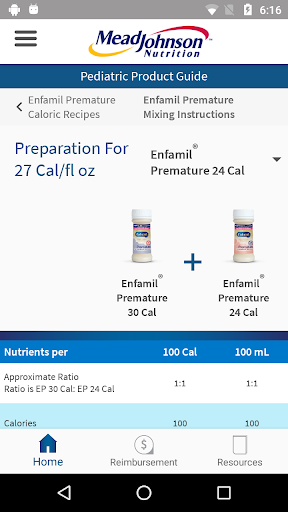 6:16
MeadJohnson™
Nutrition
Pediatric Product Guide
Enfamil Premature
Caloric Recipes
Enfamil Premature
Mixing Instructions
Preparation For
27 Cal/fl oz
Enfamil®
Premature 24 Cal
Enfamil®
Premature
30 Cal
+
Enfamil®
Premature
24 Cal
Nutrients per 100 Cal 100 mL
Approximate Ratio
Ratio is EP 30 Cal: EP 24 Cal 1:1 1:1
Calories 100 100
Home Reimbursement Resources